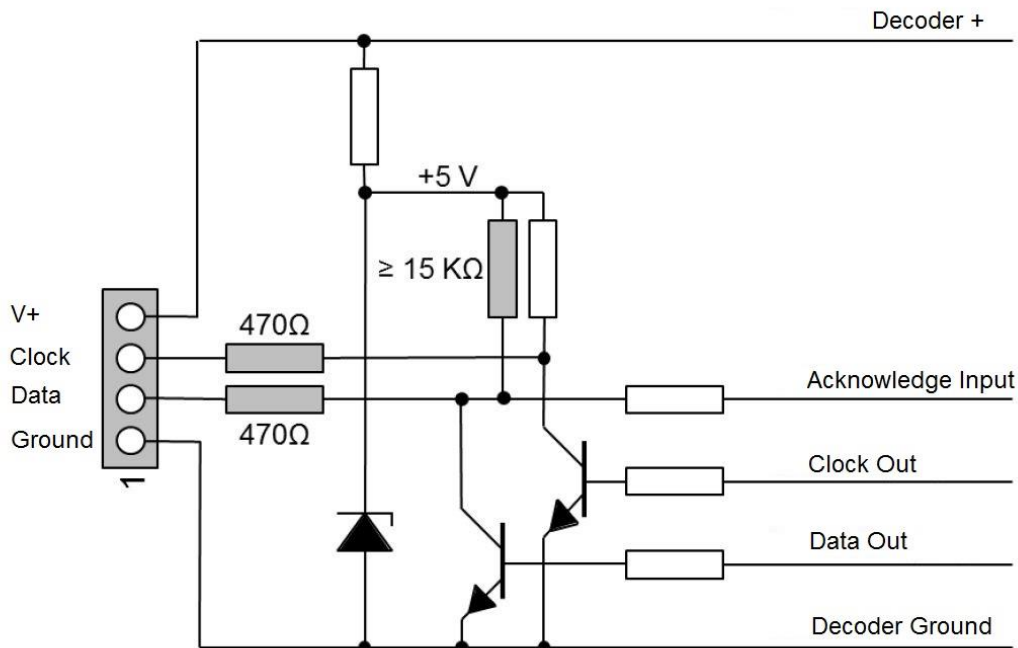 Decoder +
+5 V
≥ 15 KΩ
V+
470Ω
Clock
Data
Acknowledge Input
Ground
470Ω
Clock Out
1
Data Out
Decoder Ground